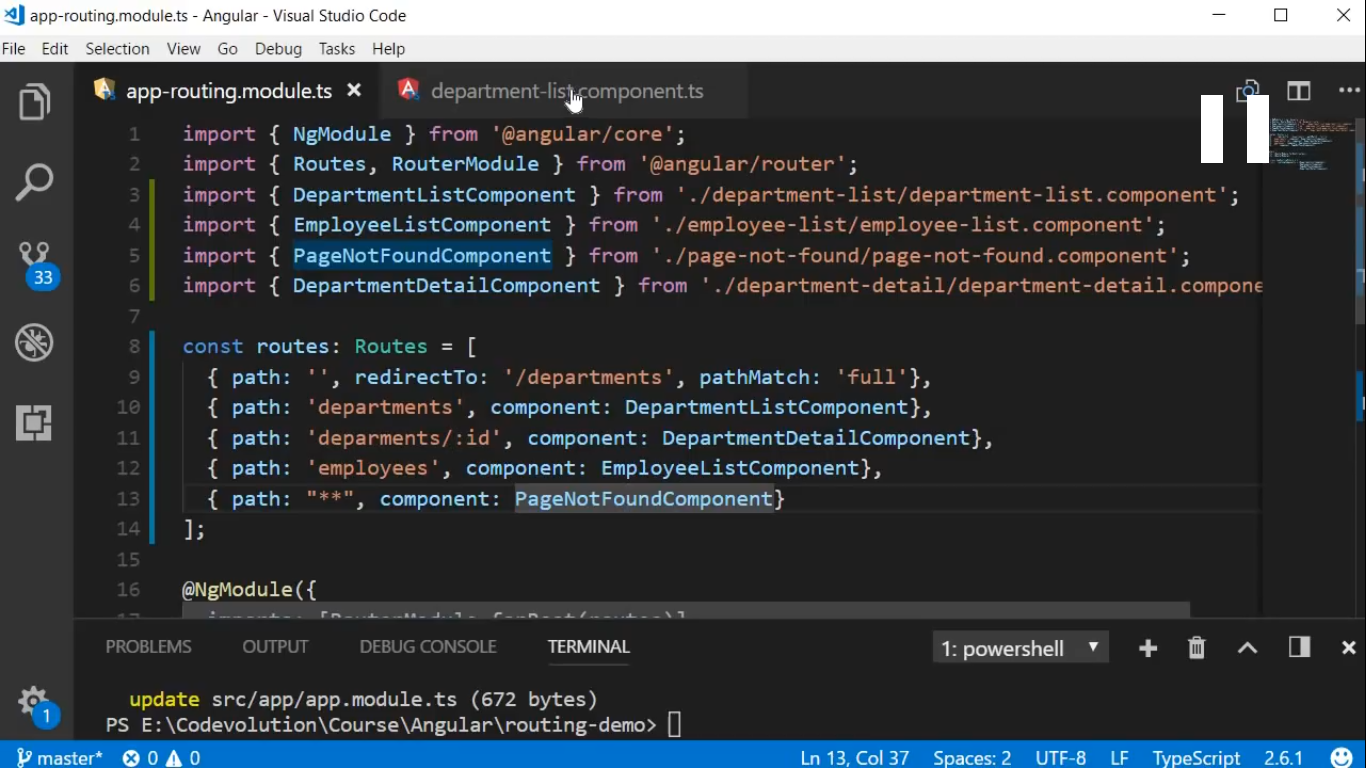 app-routing.module.ts - Angular - Visual Studio Code
File Edit Selection View Go Debug Tasks Help
app-routing.module.ts department-list.component.ts
1 import { NgModule } from '@angular/core';
2 import { Routes, RouterModule } from '@angular/router';
3 import { DepartmentListComponent } from './department-list/department-list.component';
4 import { EmployeeListComponent } from './employee-list/employee-list.component';
5 import { PageNotFoundComponent } from './page-not-found/page-not-found.component';
6 import { DepartmentDetailComponent } from './department-detail/department-detail.compone
7
8 const routes: Routes = [
9 { path: '', redirectTo: '/departments', pathMatch: 'full'},
10 { path: 'departments', component: DepartmentListComponent},
11 { path: 'deparments/:id', component: DepartmentDetailComponent},
12 { path: 'employees', component: EmployeeListComponent},
13 { path: "**", component: PageNotFoundComponent}
14 ];
15
16 @NgModule({
17 imports: [RouterModule.forRoot(routes)]
33
PROBLEMS OUTPUT DEBUG CONSOLE TERMINAL 1: powershell
update src/app/app.module.ts (672 bytes)
PS E:\Codevolution\Course\Angular\routing-demo>
1
master* 0 0 Ln 13, Col 37 Spaces: 2 UTF-8 LF TypeScript 2.6.1